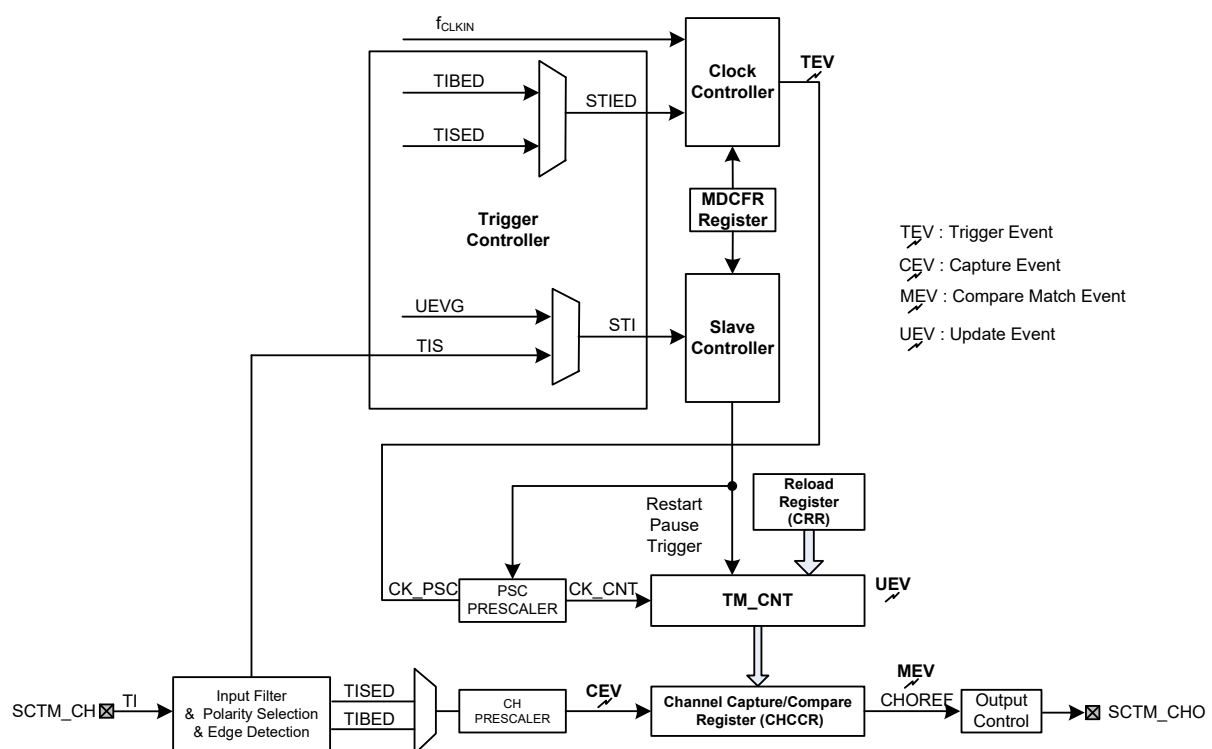 fCLKIN
Clock
Controller
TEV
TIBED
STIED
TISED
MDCFR
Register
Trigger
Controller
TEV : Trigger Event
CEV : Capture Event
MEV : Compare Match Event
UEV : Update Event
UEVG
STI
TIS
Slave
Controller
Restart
Pause
Trigger
Reload
Register
(CRR)
CK_PSC
PSC
PRESCALER
CK_CNT
TM_CNT
UEV
SCTM_CH
TI
Input Filter
& Polarity Selection
& Edge Detection
TISED
TIBED
CH
PRESCALER
CEV
Channel Capture/Compare
Register (CHCCR)
MEV
CHOREF
Output
Control
SCTM_CHO